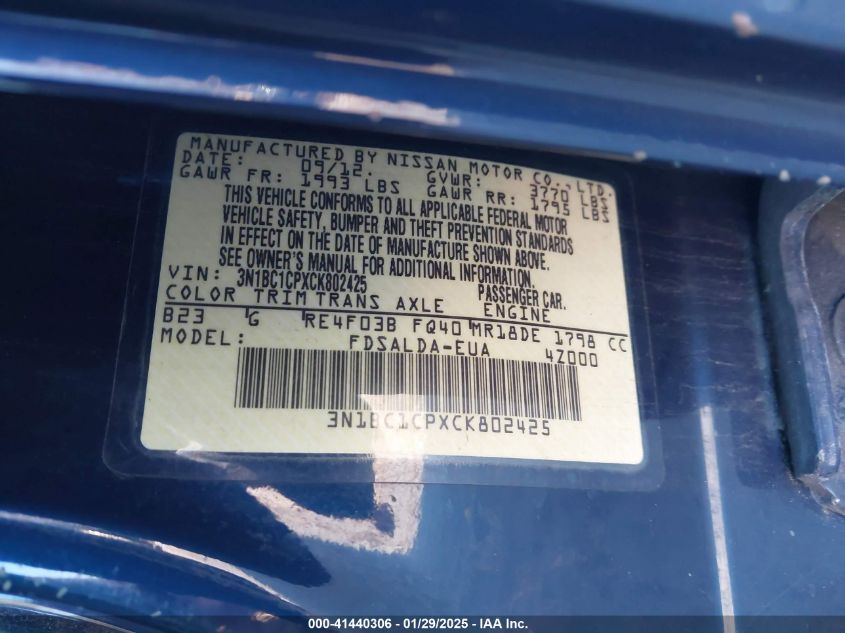 MANUFACTURED BY NISSAN MOTOR CO., LTD.
DATE: 09/12. GVWR: 3770 LBS
GAWR FR: 1993 LBS GAWR RR: 1795 LBS
THIS VEHICLE CONFORMS TO ALL APPLICABLE FEDERAL MOTOR
VEHICLE SAFETY, BUMPER AND THEFT PREVENTION STANDARDS
IN EFFECT ON THE DATE OF MANUFACTURE SHOWN ABOVE.
SEE OWNER'S MANUAL FOR ADDITIONAL INFORMATION.
VIN: 3N1BC1CPXCK802425 PASSENGER CAR.
COLOR TRIM TRANS AXLE ENGINE
B23 G RE4F03B FQ40 MR18DE 1798 CC
MODEL: FDSALDA-EUA 4Z000
3N1BC1CPXCK802425
000-41440306 - 01/29/2025 - IAA Inc.